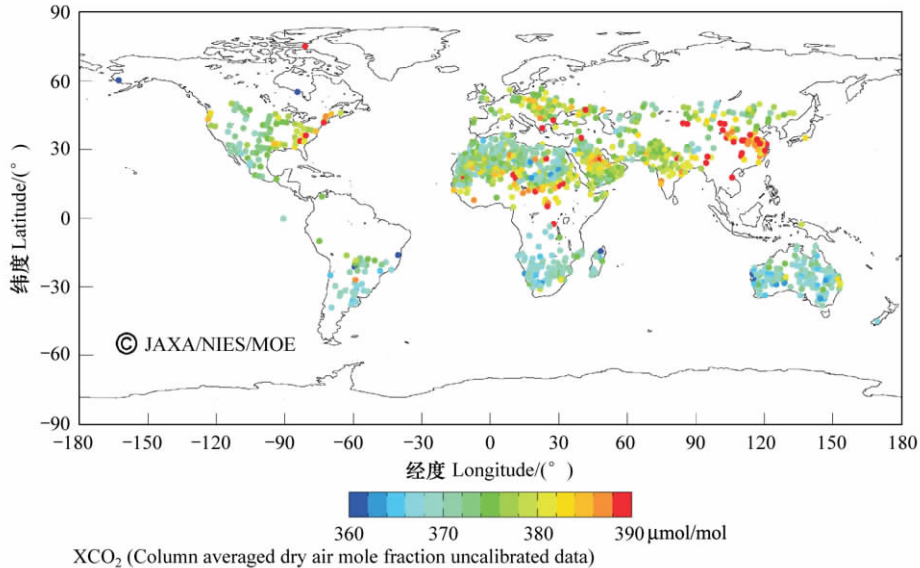 90
60
30
0
−30
−60
−90
纬度 Latitude/(°)
© JAXA/NIES/MOE
−180 −150 −120 −90 −60 −30 0 30 60 90 120 150 180
经度 Longitude/(°)
360 370 380 390 μmol/mol
XCO₂ (Column averaged dry air mole fraction uncalibrated data)